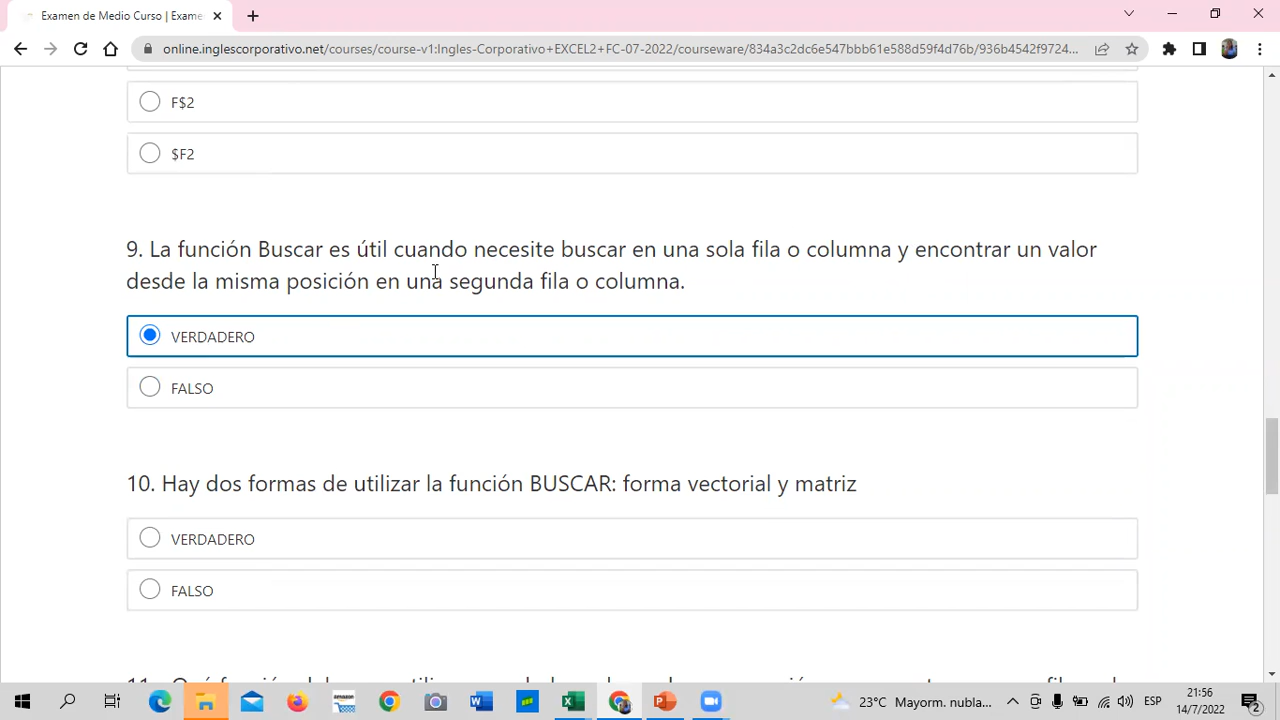 Examen de Medio Curso | Exame
online.inglescorporativo.net/courses/course-v1:Ingles-Corporativo+EXCEL2+FC-07-2022/courseware/834a3c2dc6e547bbb61e588d59f4d76b/936b4542f9724...
F$2
$F2
9. La función Buscar es útil cuando necesite buscar en una sola fila o columna y encontrar un valor
desde la misma posición en una segunda fila o columna.
VERDADERO
FALSO
10. Hay dos formas de utilizar la función BUSCAR: forma vectorial y matriz
VERDADERO
FALSO
23°C Mayorm. nubla...
ESP
21:56
14/7/2022
2